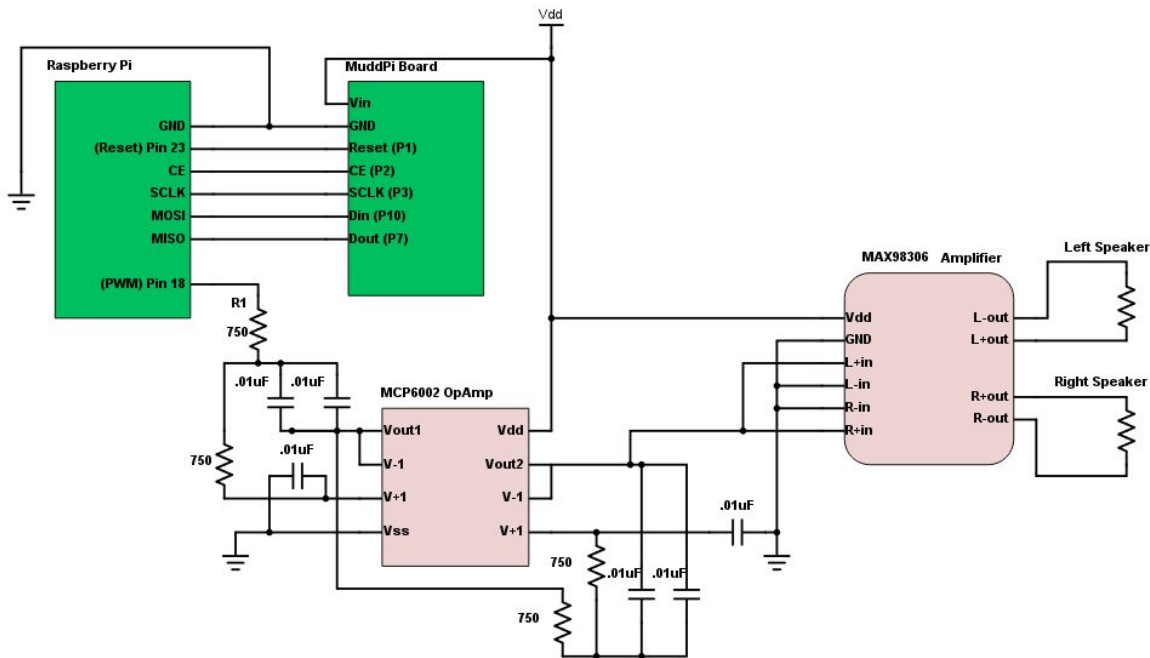 Vdd
Raspberry Pi
MuddPi Board
Vin
GND
GND
(Reset) Pin 23
Reset (P1)
CE
CE (P2)
SCLK
SCLK (P3)
MOSI
Din (P10)
MISO
Dout (P7)
(PWM) Pin 18
R1
750
.01uF
.01uF
MCP6002 OpAmp
Vout1
Vdd
750
.01uF
V-1
Vout2
V+1
V-1
Vss
V+1
750
.01uF
.01uF
750
.01uF
MAX98306 Amplifier
Left Speaker
Vdd
L-out
GND
L+out
L+in
L-in
Right Speaker
R-in
R+out
R+in
R-out